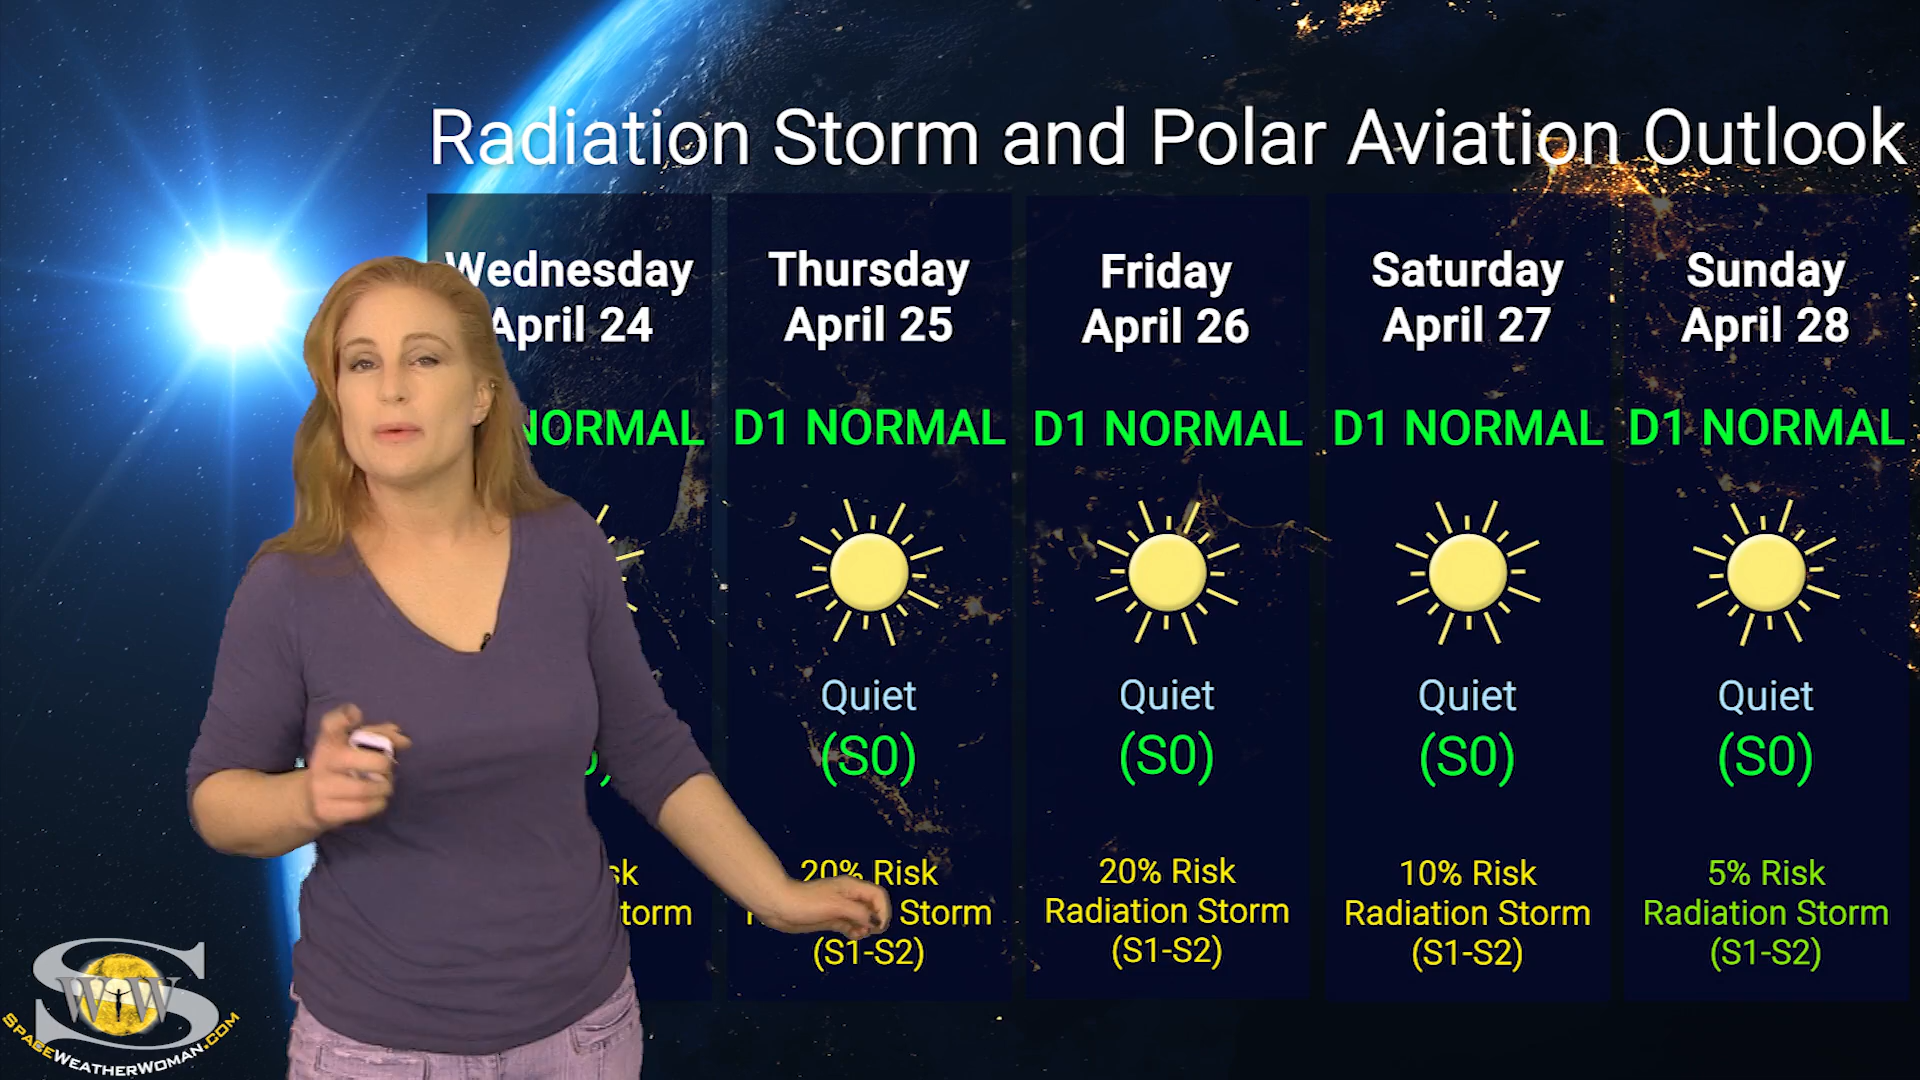 Radiation Storm and Polar Aviation Outlook
Wednesday
April 24
NORMAL
Thursday
April 25
D1 NORMAL
Quiet
(S0)
20% Risk
Storm
(S1-S2)
Friday
April 26
D1 NORMAL
Quiet
(S0)
20% Risk
Radiation Storm
(S1-S2)
Saturday
April 27
D1 NORMAL
Quiet
(S0)
10% Risk
Radiation Storm
(S1-S2)
Sunday
April 28
D1 NORMAL
Quiet
(S0)
5% Risk
Radiation Storm
(S1-S2)
SWW
SPACEWEATHERWOMAN.COM